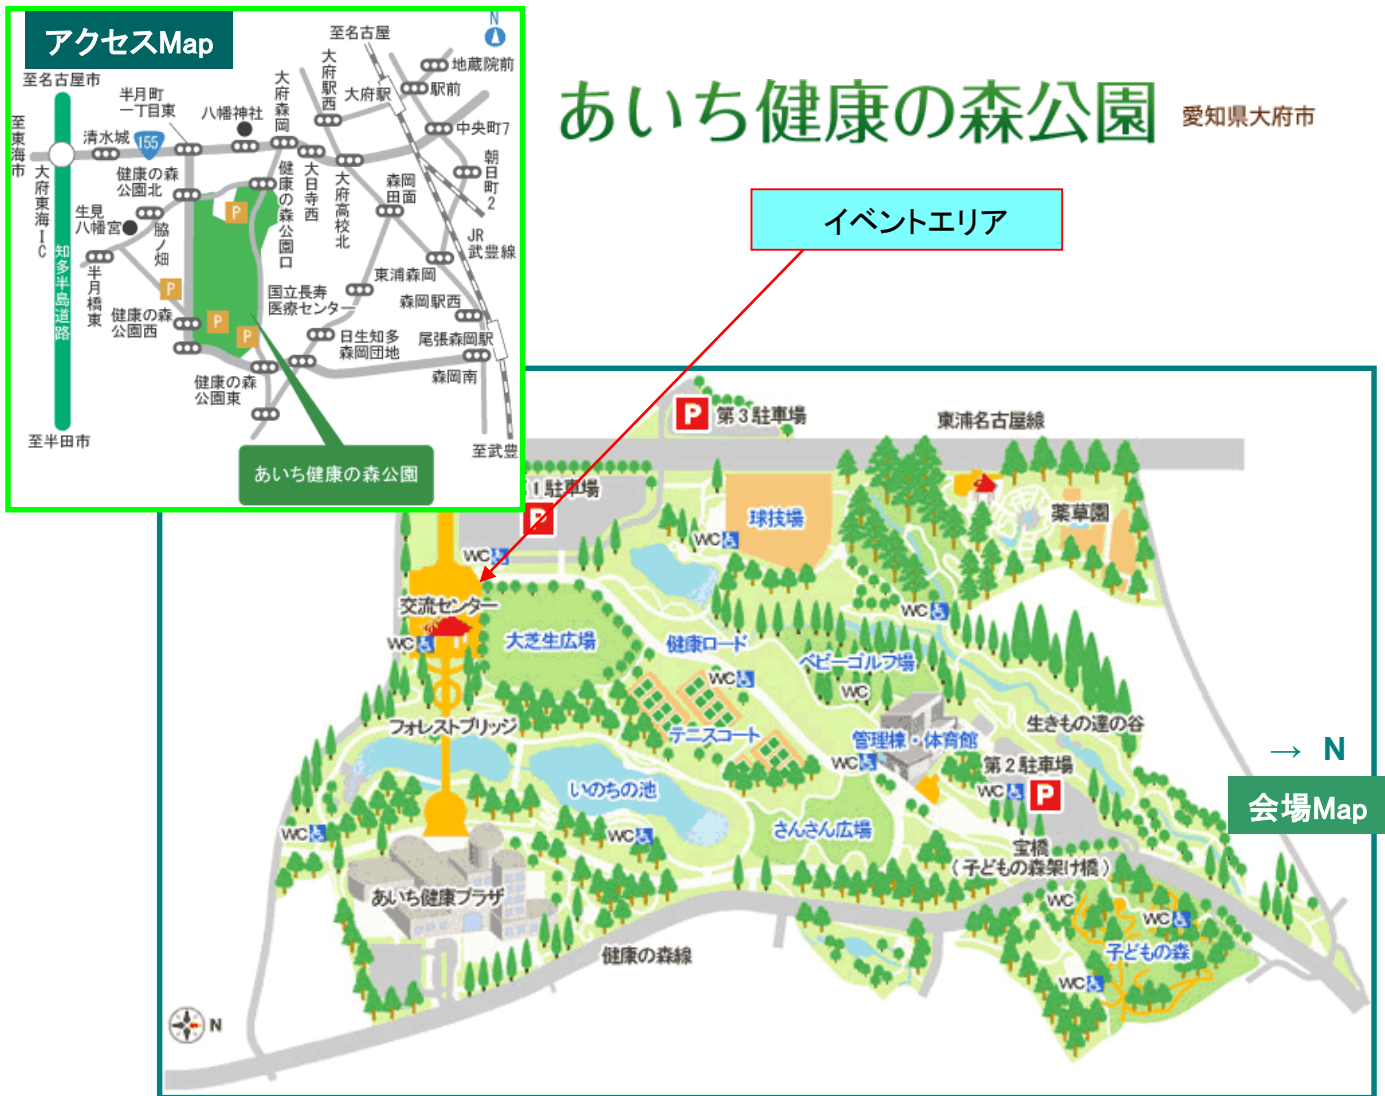 アクセスMap
N
至名古屋
至名古屋市
至東海市
半月町
一丁目東
八幡神社
大府森岡
大府駅西
大府駅
地蔵院前
駅前
中央町7
朝日町2
清水城
155
健康の森
公園北
健康の森公園口
大日寺西
大府高校北
森岡
田面
大府東海IC
生見
八幡宮
脇ノ畑
P
JR
武豊線
知多半島道路
半月橋東
P
健康の森
公園西
P
P
国立長寿
医療センター
東浦森岡
森岡駅西
日生知多
森岡団地
尾張森岡駅
森岡南
健康の森
公園東
至半田市
至武豊
あいち健康の森公園
あいち健康の森公園
愛知県大府市
イベントエリア
P
第3駐車場
東浦名古屋線
1駐車場
P
球技場
薬草園
WC
WC
交流センター
WC
WC
大芝生広場
健康ロード
ベビーゴルフ場
WC
WC
フォレストブリッジ
テニスコート
管理棟・体育館
生きもの達の谷
WC
第2駐車場
WC
P
→ N
会場Map
いのちの池
さんさん広場
WC
WC
宝橋
(子どもの森架け橋)
あいち健康プラザ
WC
WC
子どもの森
WC
健康の森線
N